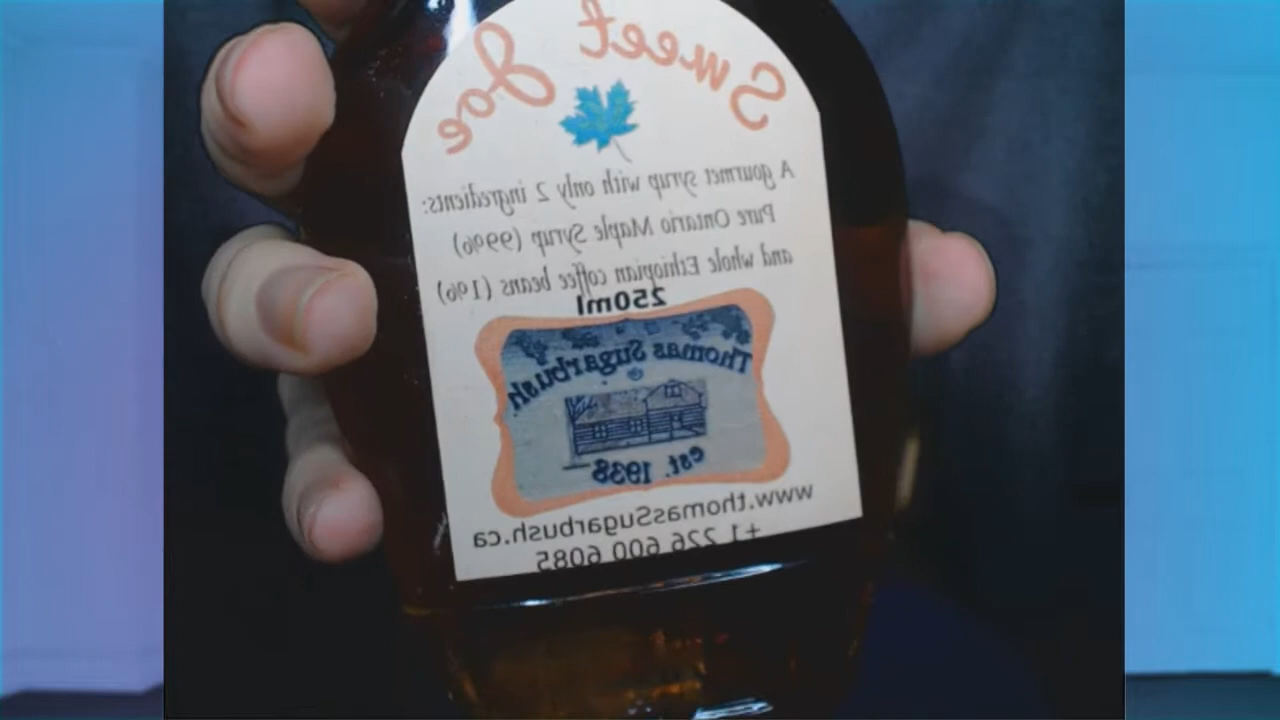 Sweet Joe
A gourmet syrup with only 2 ingredients:
Pure Ontario Maple Syrup (99%)
and whole Ethiopian coffee beans (1%)
250ml
Thomas Sugarbush
est. 1938
www.thomasSugarbush.ca
+1 226 600 6085